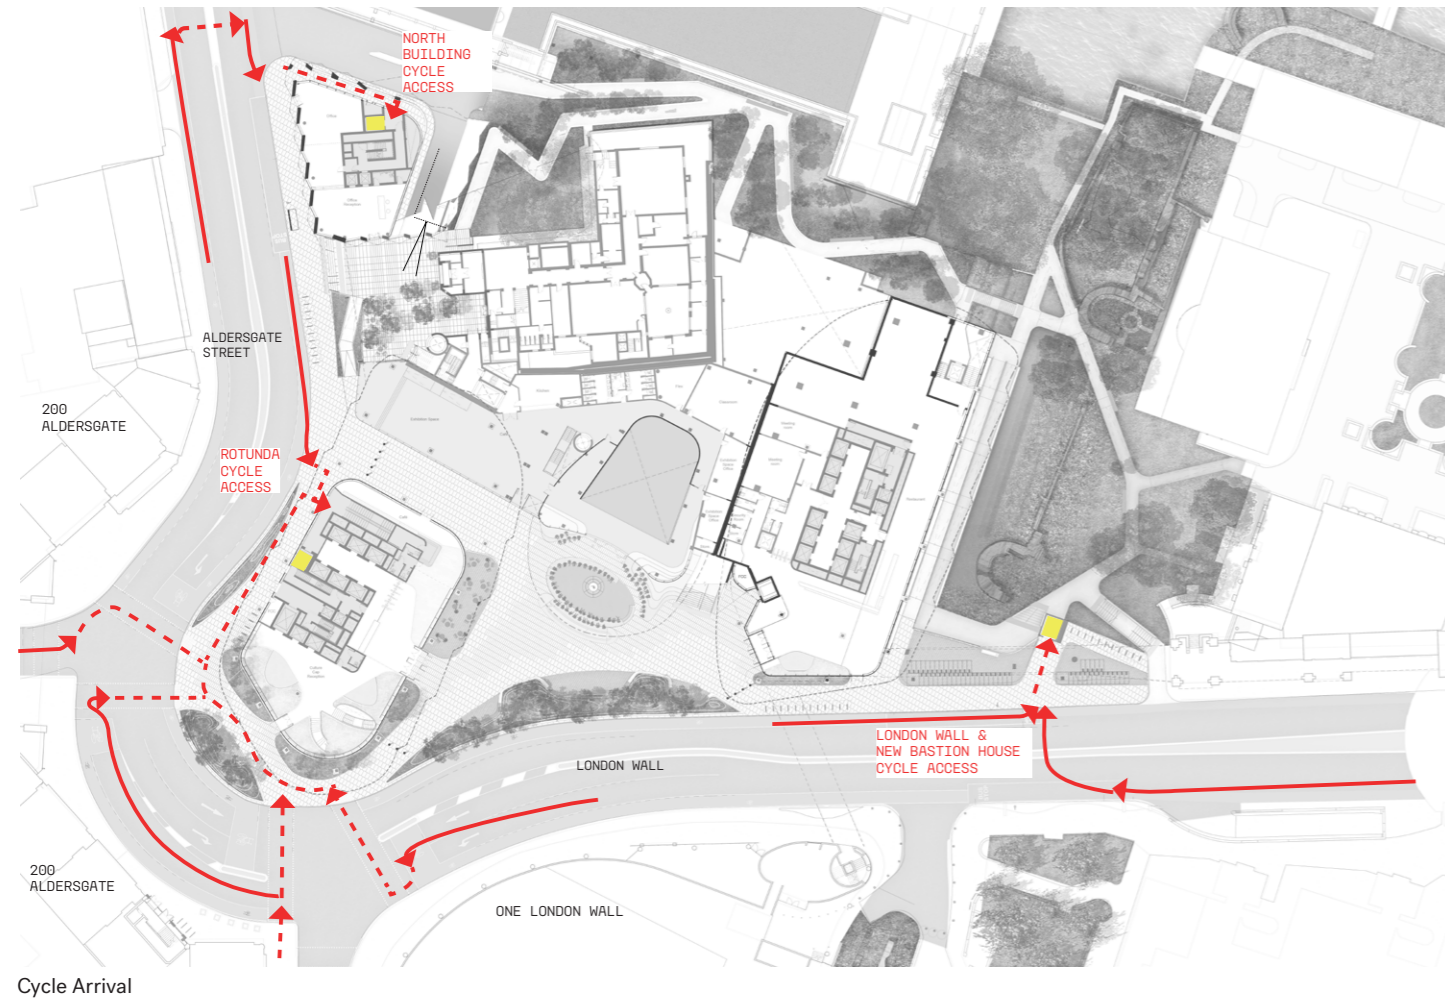 NORTH
BUILDING
CYCLE
ACCESS
ALDERSGATE
STREET
200
ALDERSGATE
ROTUNDA
CYCLE
ACCESS
LONDON WALL &
NEW BASTION HOUSE
CYCLE ACCESS
LONDON WALL
200
ALDERSGATE
ONE LONDON WALL
Cycle Arrival